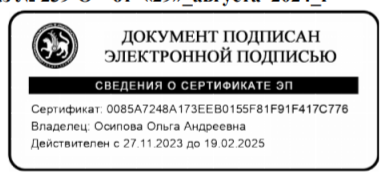 ДОКУМЕНТ ПОДПИСАН
ЭЛЕКТРОННОЙ ПОДПИСЬЮ
СВЕДЕНИЯ О СЕРТИФИКАТЕ ЭП
Сертификат: 0085A7248A173EEB0155F81F91F417C776
Владелец: Осипова Ольга Андреевна
Действителен с 27.11.2023 до 19.02.2025